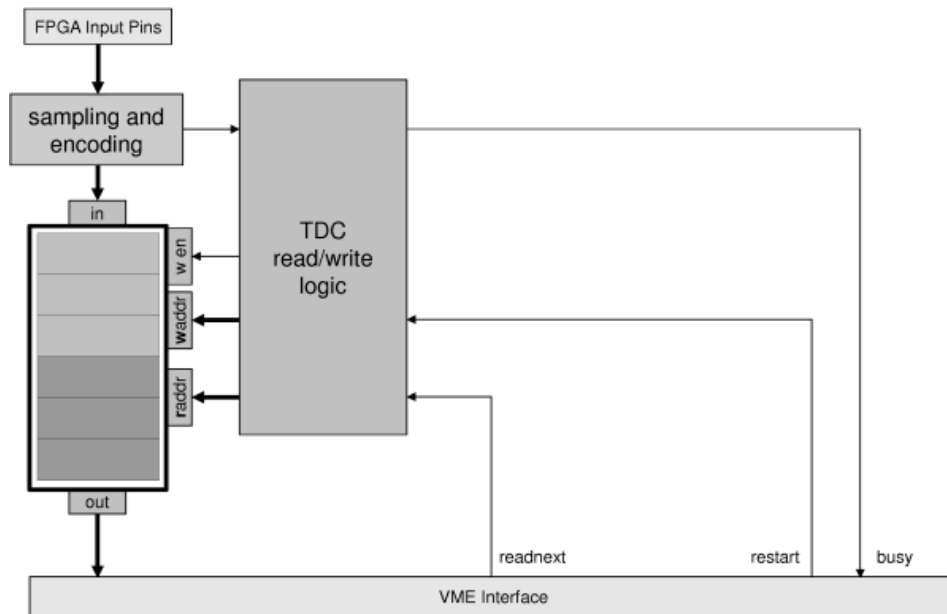 FPGA Input Pins
sampling and
encoding
in
w en
waddr
raddr
TDC
read/write
logic
out
readnext
restart
busy
VME Interface